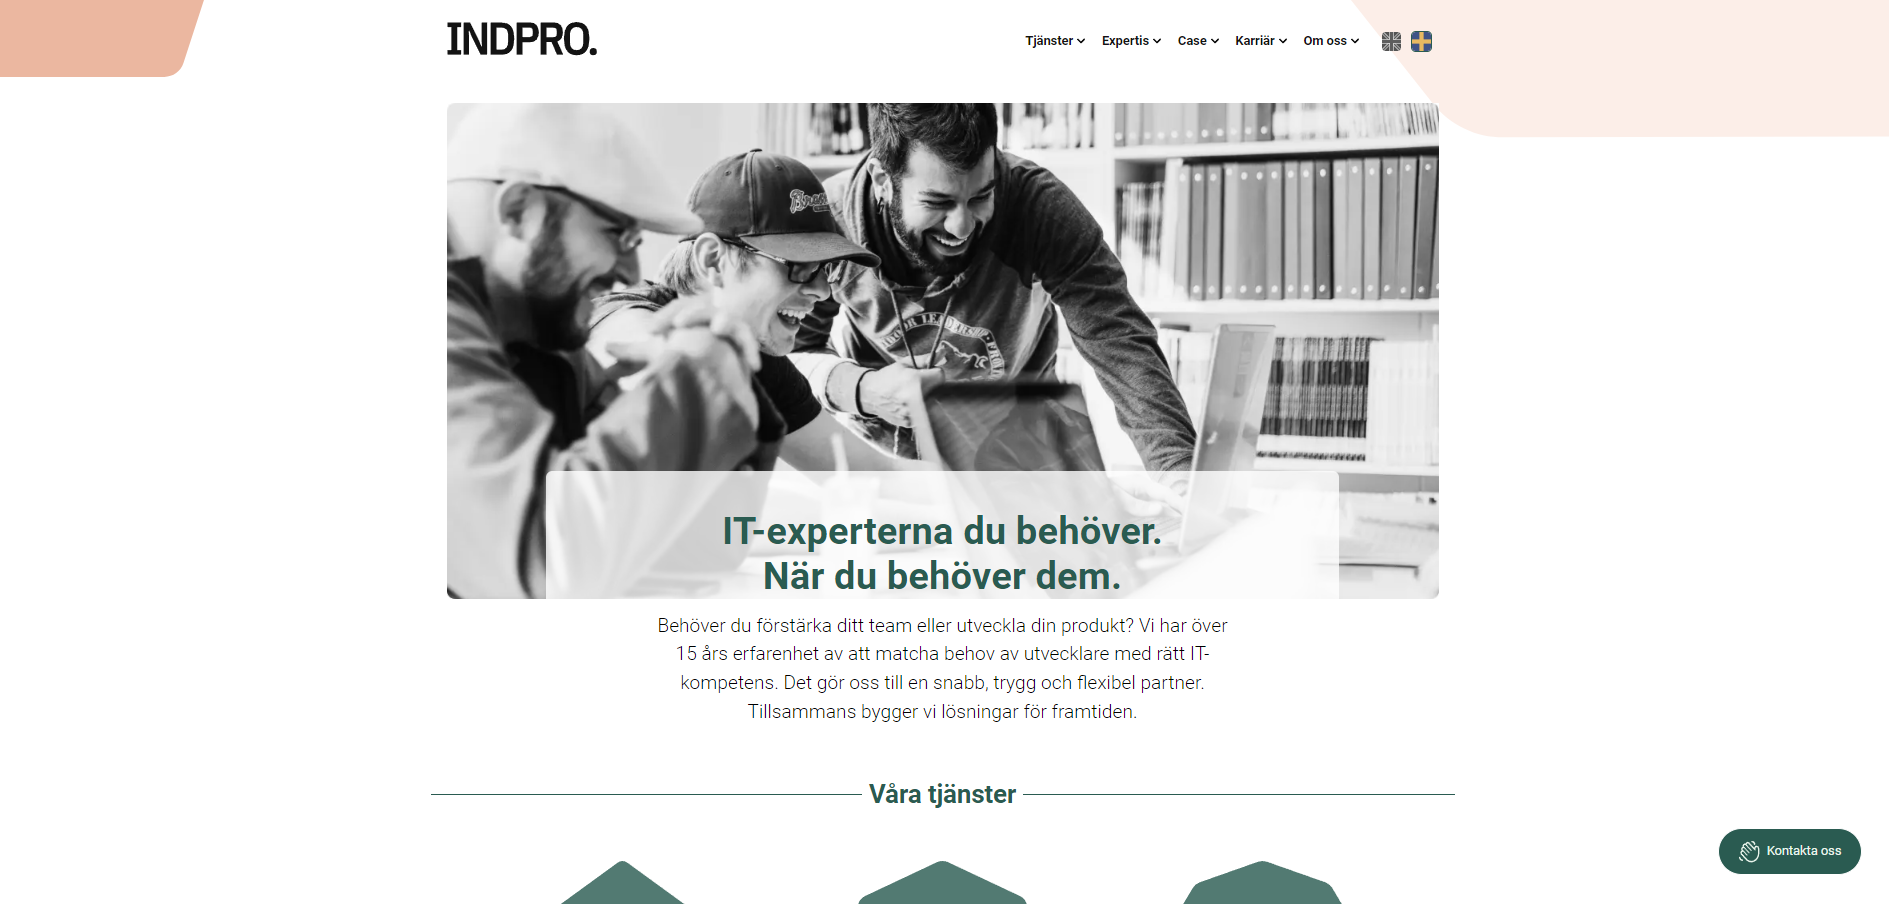 INDPRO.
Tjänster Expertis Case Karriär Om oss
IT-experterna du behöver.
När du behöver dem.
Behöver du förstärka ditt team eller utveckla din produkt? Vi har över
15 års erfarenhet av att matcha behov av utvecklare med rätt IT-
kompetens. Det gör oss till en snabb, trygg och flexibel partner.
Tillsammans bygger vi lösningar för framtiden.
Våra tjänster
Kontakta oss